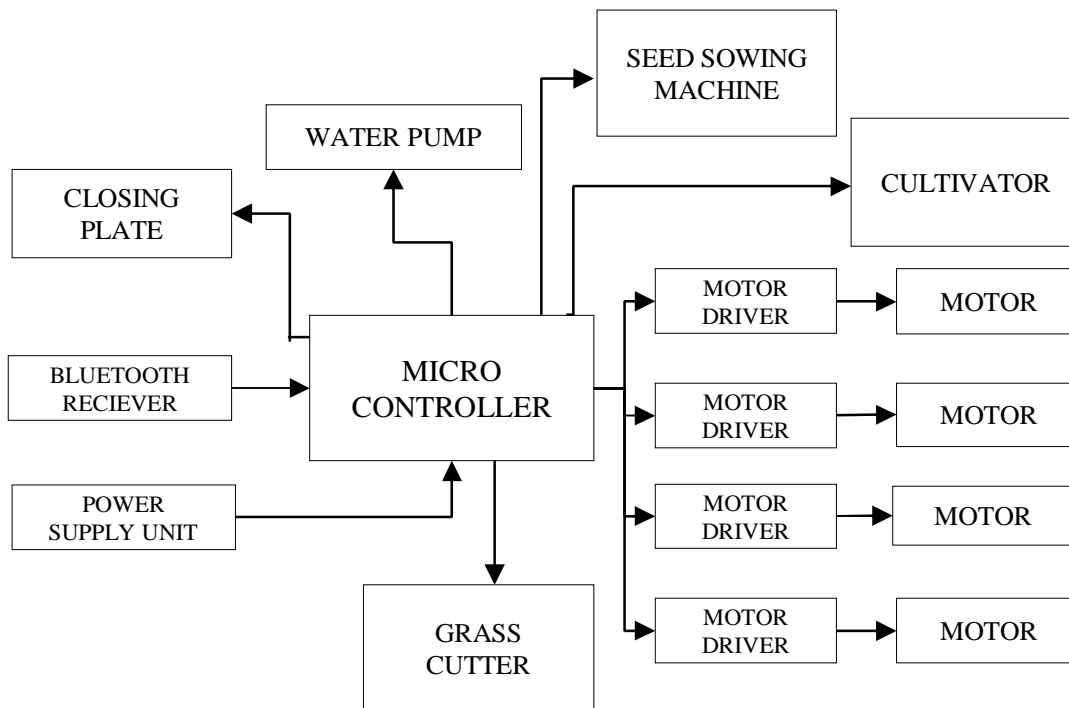 SEED SOWING
MACHINE
WATER PUMP
CULTIVATOR
CLOSING
PLATE
MOTOR
DRIVER
MOTOR
MICRO
CONTROLLER
BLUETOOTH
RECIEVER
MOTOR
DRIVER
MOTOR
POWER
SUPPLY UNIT
MOTOR
DRIVER
MOTOR
GRASS
CUTTER
MOTOR
DRIVER
MOTOR